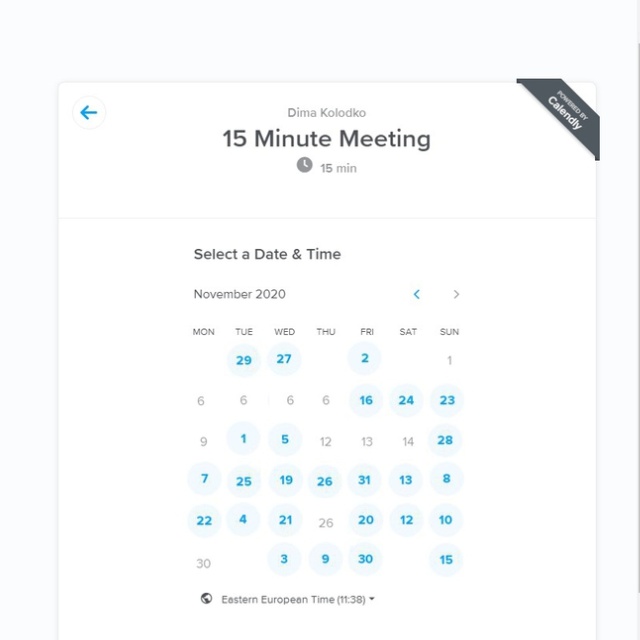 POWERED BY
Calendly
Dima Kolodko
15 Minute Meeting
15 min
Select a Date & Time
November 2020
MON TUE WED THU FRI SAT SUN
29 27 2 1
6 6 6 6 16 24 23
9 1 5 12 13 14 28
7 25 19 26 31 13 8
22 4 21 26 20 12 10
30 3 9 30 15
Eastern European Time (11:38)